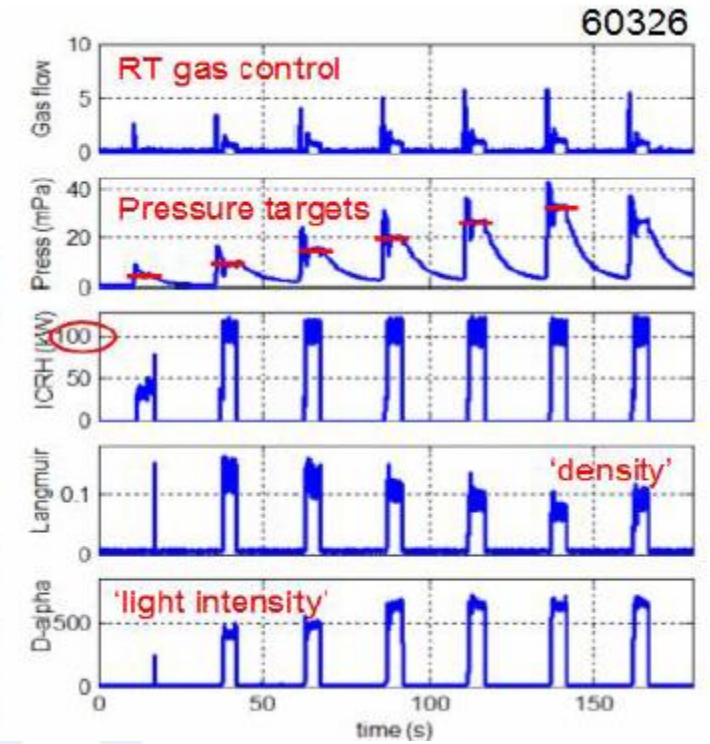 60326
10
5
0
Gas flow
RT gas control
40
20
0
Press (mPa)
Pressure targets
100
50
0
ICRH (kW)
0.1
0
Langmuir
'density'
500
0
D-alpha
'light intensity'
0 50 100 150
time (s)